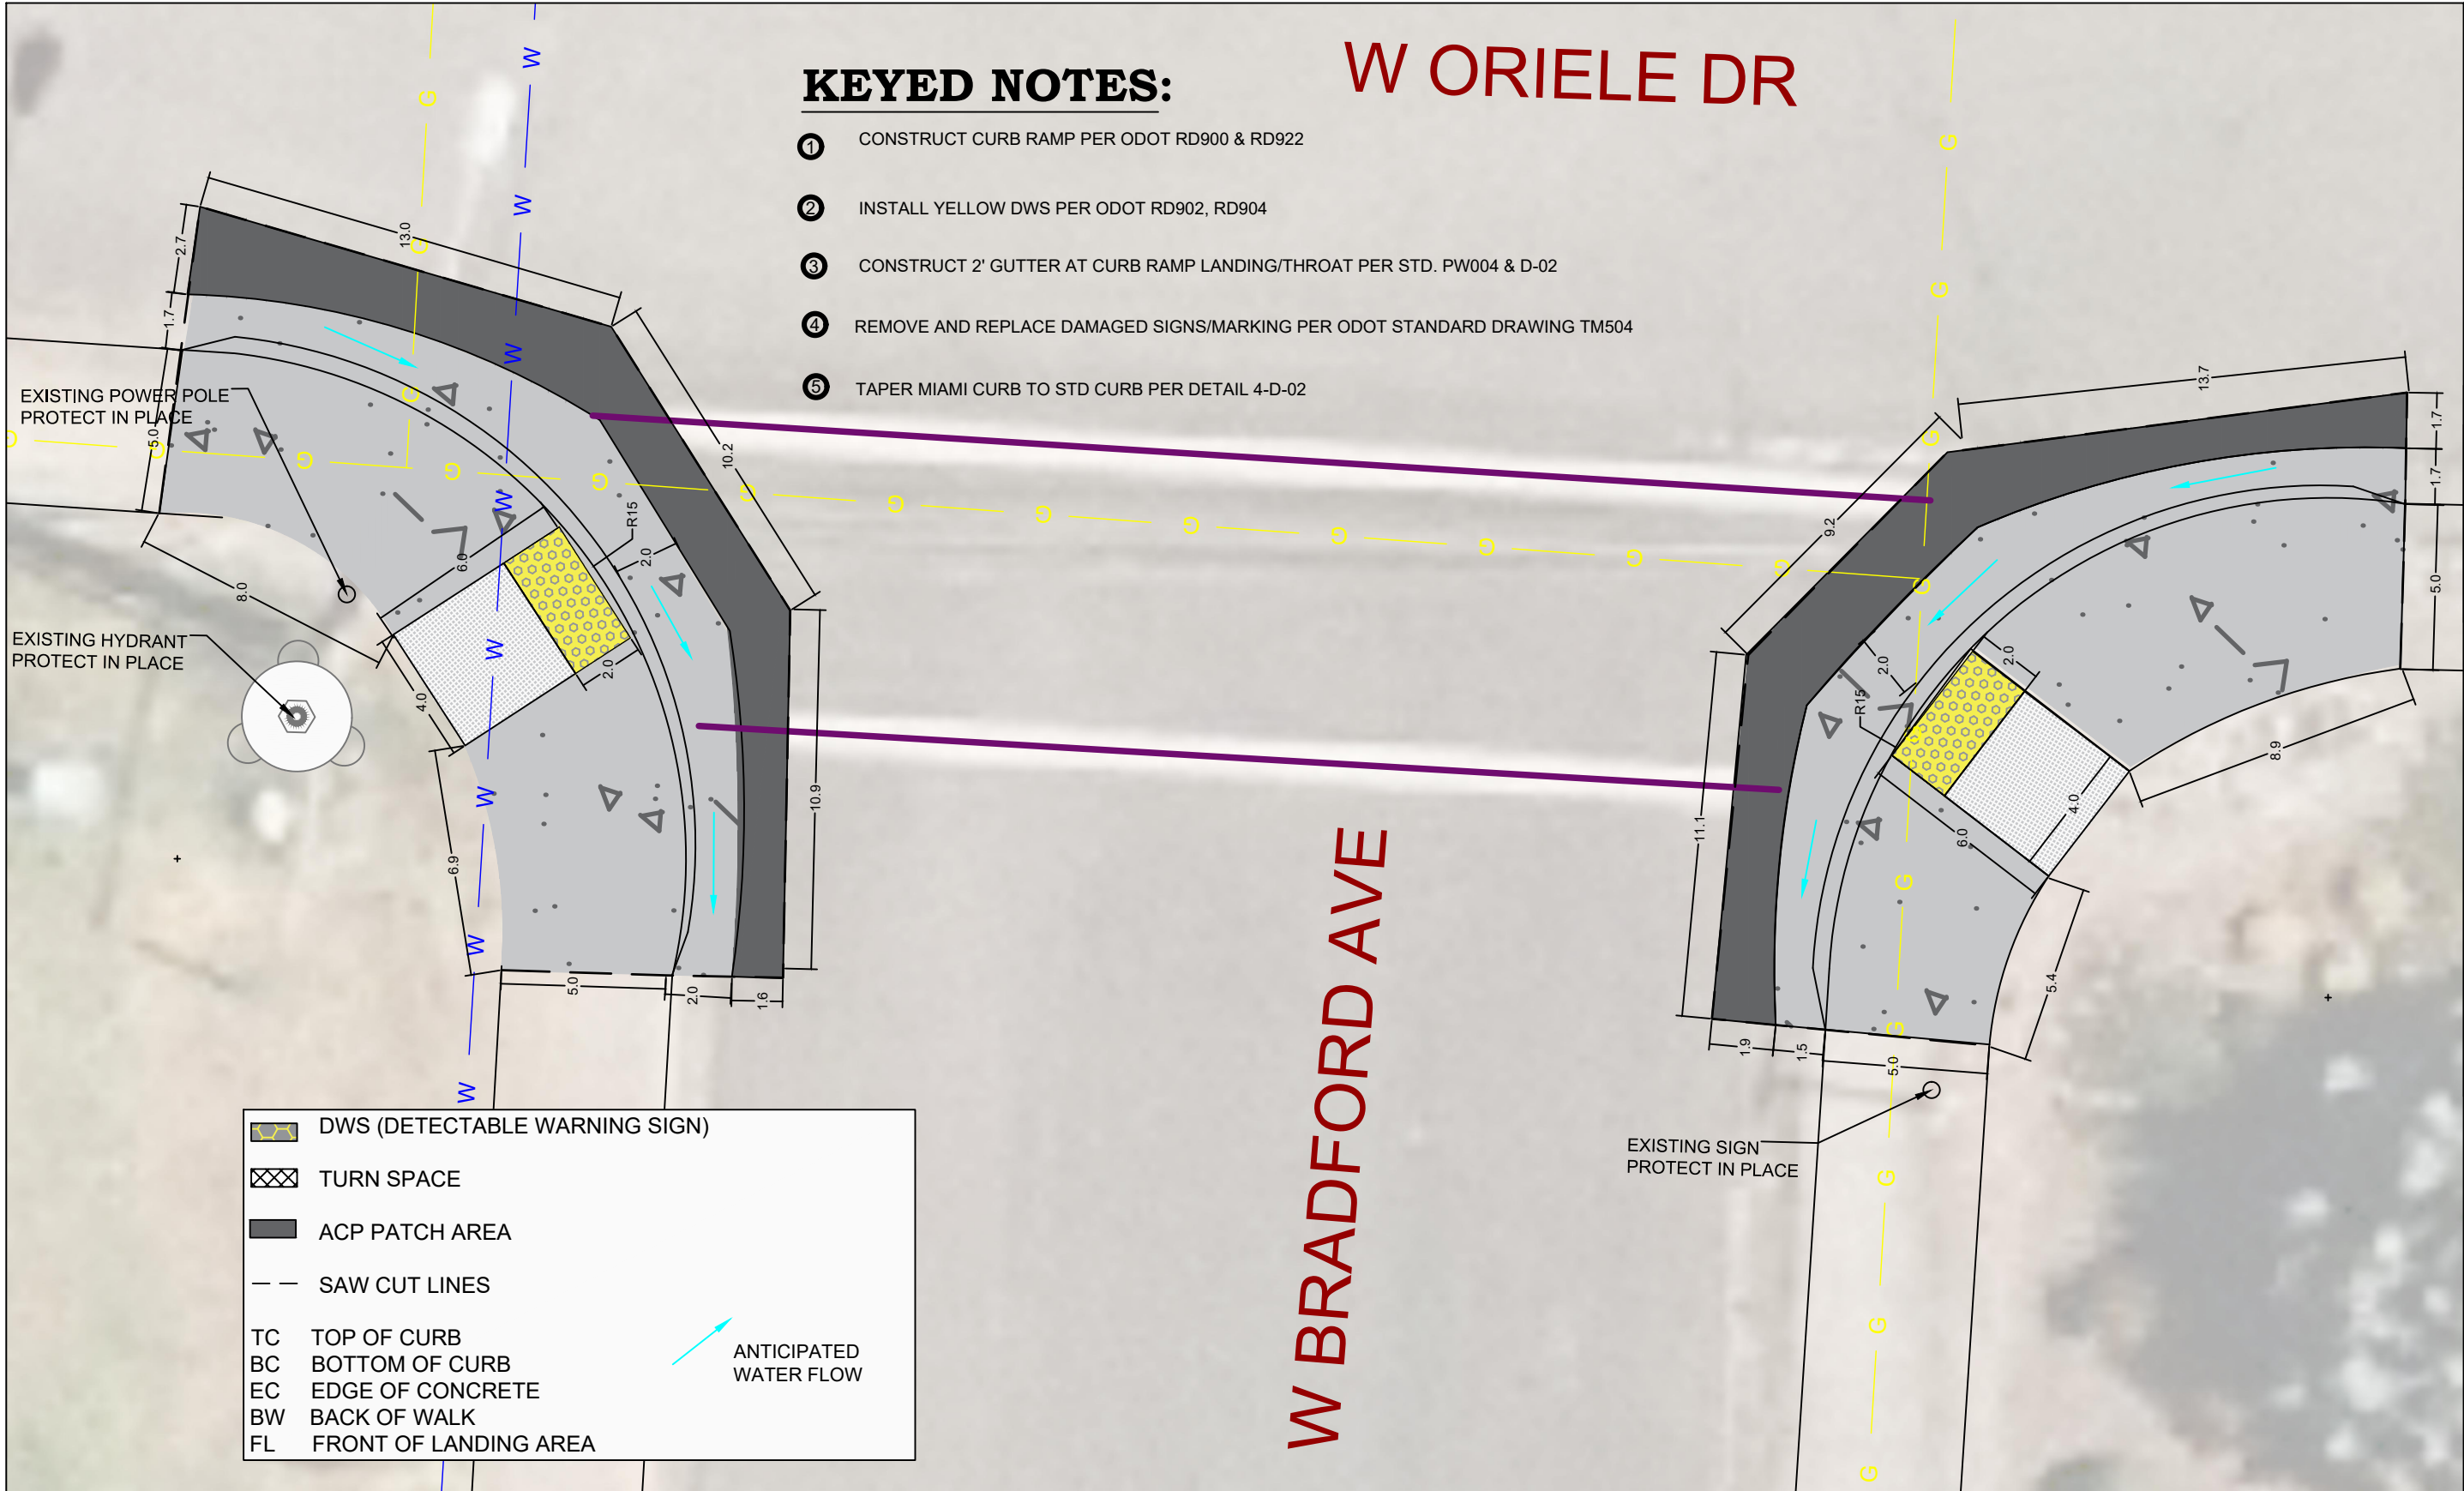 W ORIELE DR
KEYED NOTES:
1 CONSTRUCT CURB RAMP PER ODOT RD900 & RD922
2 INSTALL YELLOW DWS PER ODOT RD902, RD904
3 CONSTRUCT 2' GUTTER AT CURB RAMP LANDING/THROAT PER STD. PW004 & D-02
4 REMOVE AND REPLACE DAMAGED SIGNS/MARKING PER ODOT STANDARD DRAWING TM504
5 TAPER MIAMI CURB TO STD CURB PER DETAIL 4-D-02
2.7
13.0
1.7
5.0
10.2
EXISTING POWER POLE
PROTECT IN PLACE
8.0
6.0
R15
2.0
2.0
4.0
EXISTING HYDRANT
PROTECT IN PLACE
6.9
10.9
5.0
2.0
1.6
13.7
1.7
1.7
5.0
9.2
2.0
2.0
R15
8.9
4.0
6.0
11.1
5.4
1.9
1.5
5.0
EXISTING SIGN
PROTECT IN PLACE
W BRADFORD AVE
G G G G G G G G G G G G G G G G
G G G G G G G G G G G
W W W W W W W W
DWS (DETECTABLE WARNING SIGN)
TURN SPACE
ACP PATCH AREA
SAW CUT LINES
TC TOP OF CURB
BC BOTTOM OF CURB
EC EDGE OF CONCRETE
BW BACK OF WALK
FL FRONT OF LANDING AREA
ANTICIPATED
WATER FLOW